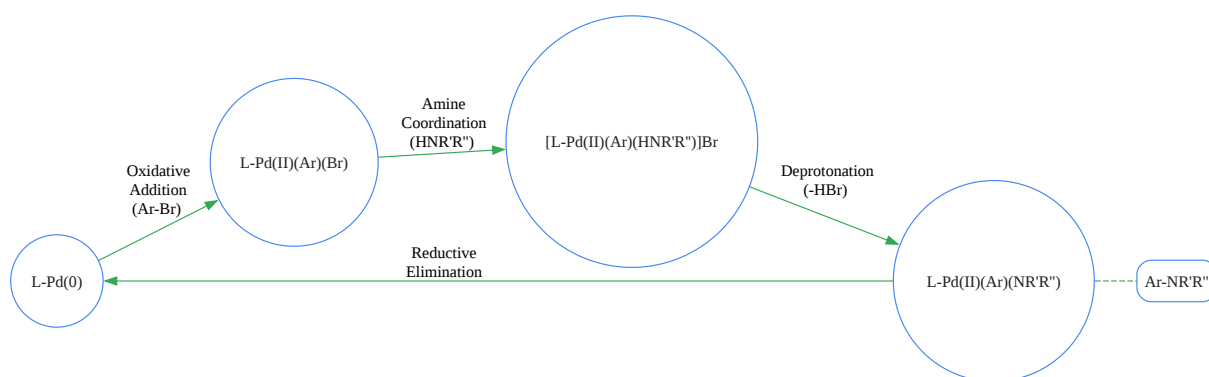 Oxidative
Addition
(Ar-Br)
Amine
Coordination
(HNR'R'')
Deprotonation
(-HBr)
Reductive
Elimination
L-Pd(0)
L-Pd(II)(Ar)(Br)
[L-Pd(II)(Ar)(HNR'R'')]Br
L-Pd(II)(Ar)(NR'R'')
Ar-NR'R''